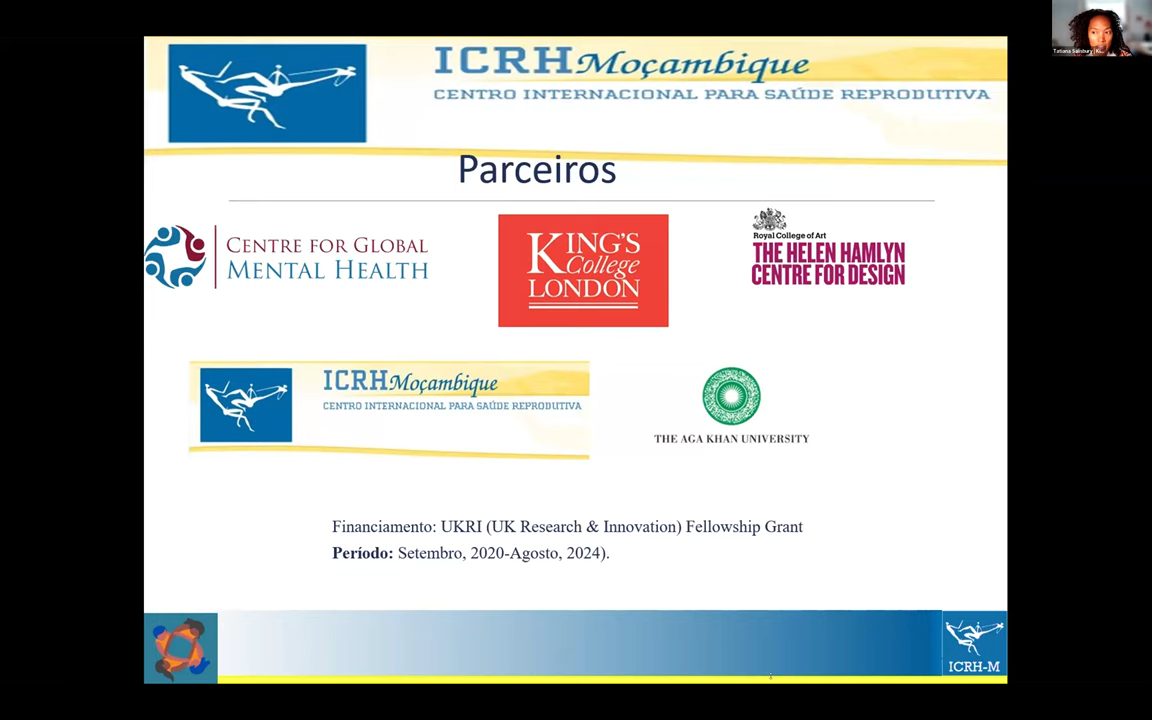 Tatiana Salisbury
ICRH Moçambique
CENTRO INTERNACIONAL PARA SAÚDE REPRODUTIVA
Parceiros
CENTRE FOR GLOBAL
MENTAL HEALTH
KING'S
College
LONDON
Royal College of Art
THE HELEN HAMLYN
CENTRE FOR DESIGN
ICRH Moçambique
CENTRO INTERNACIONAL PARA SAÚDE REPRODUTIVA
THE AGA KHAN UNIVERSITY
Financiamento: UKRI (UK Research & Innovation) Fellowship Grant
Período: Setembro, 2020-Agosto, 2024).
ICRH-M